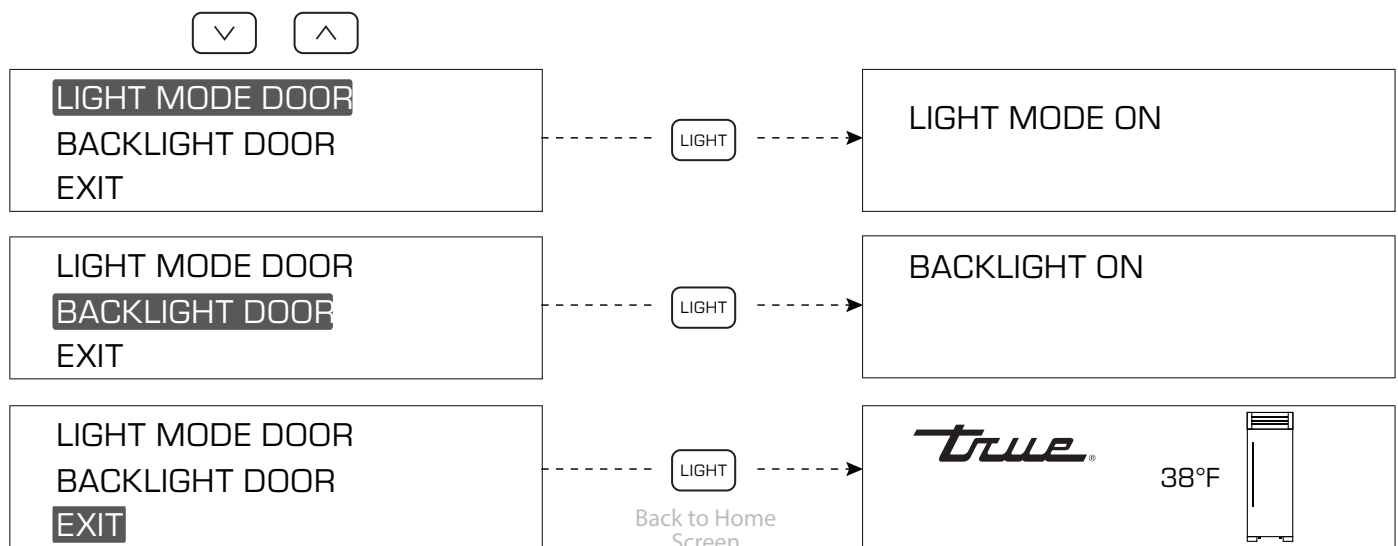 LIGHT MODE DOOR
BACKLIGHT DOOR
EXIT
LIGHT
LIGHT MODE ON
LIGHT MODE DOOR
BACKLIGHT DOOR
EXIT
LIGHT
BACKLIGHT ON
LIGHT MODE DOOR
BACKLIGHT DOOR
EXIT
LIGHT
Back to Home
Screen
true®
38°F